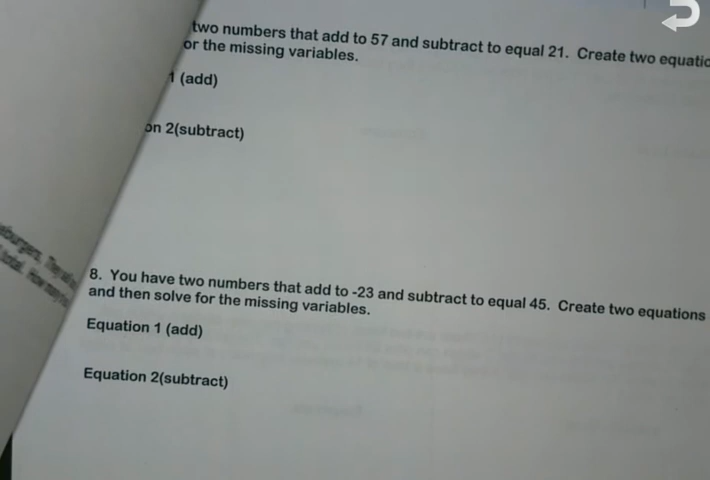 two numbers that add to 57 and subtract to equal 21. Create two
or the missing variables.
1 (add)
on 2(subtract)
8. You have two numbers that add to -23 and subtract to equal 45. Create two equations
and then solve for the missing variables.
Equation 1 (add)
Equation 2(subtract)